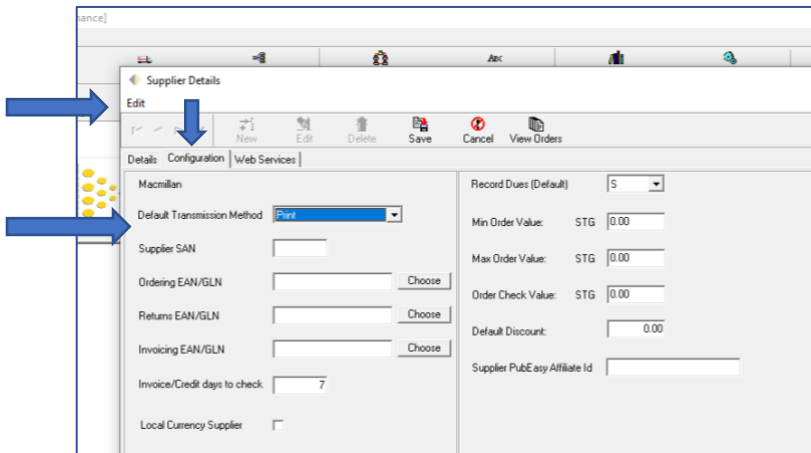 nance]
ABC
Supplier Details
Edit
New Edit Delete Save Cancel View Orders
Details Configuration Web Services
Macmillan
Default Transmission Method Print
Supplier SAN
Ordering EAN/GLN Choose
Returns EAN/GLN Choose
Invoicing EAN/GLN Choose
Invoice/Credit days to check 7
Local Currency Supplier
Record Dues (Default) S
Min Order Value: STG 0.00
Max Order Value: STG 0.00
Order Check Value: STG 0.00
Default Discount: 0.00
Supplier PubEasy Affiliate Id